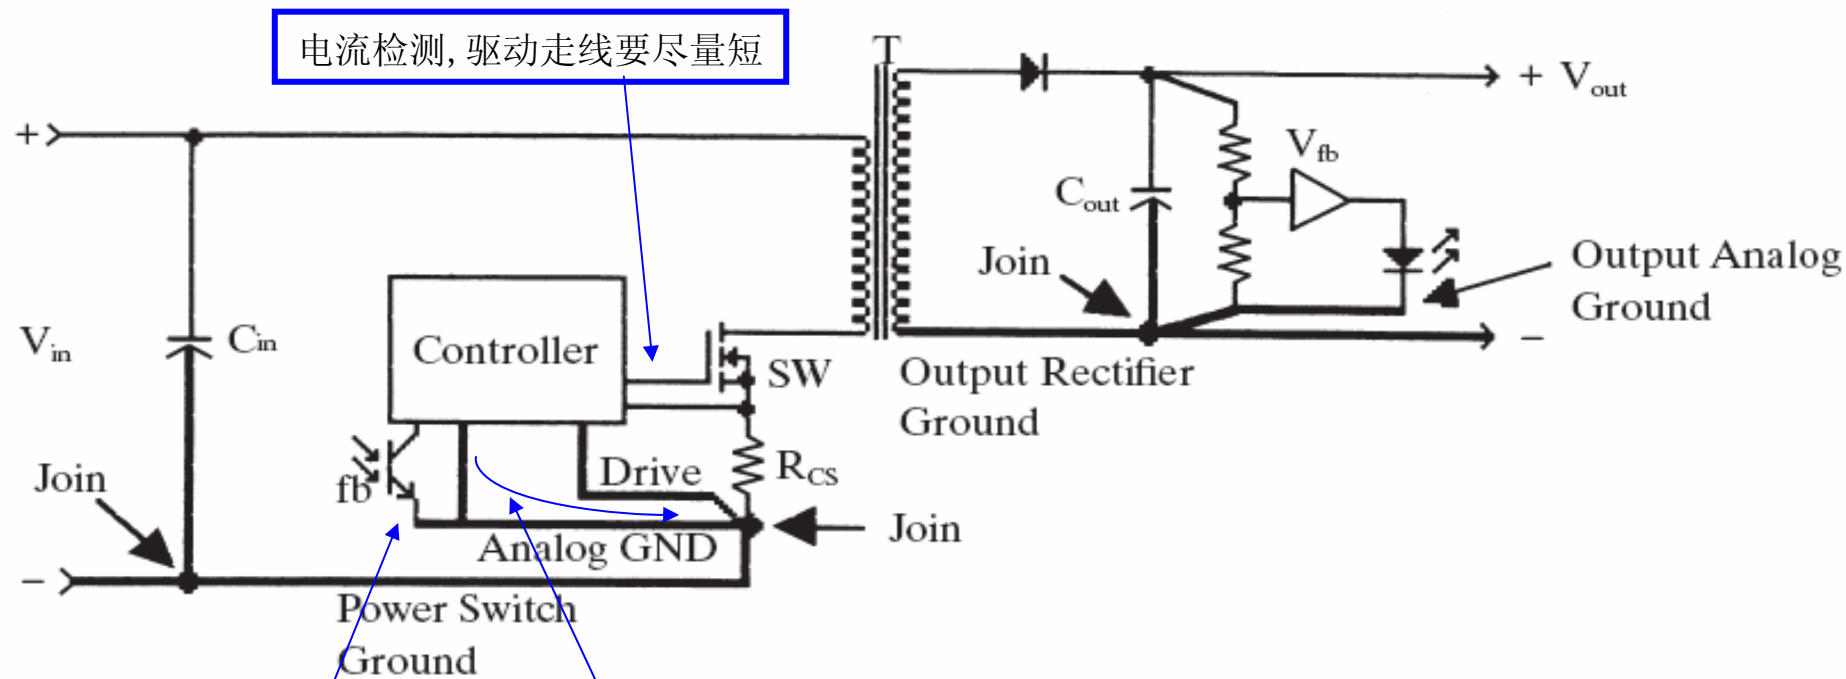 电流检测,驱动走线要尽量短
T
+
+ Vout
Vfb
Cout
Join
Output Analog
Ground
Vin
Cin
Controller
SW
Output Rectifier
Ground
−
Join
fb
Drive
RCS
Join
Analog GND
−
Power Switch
Ground